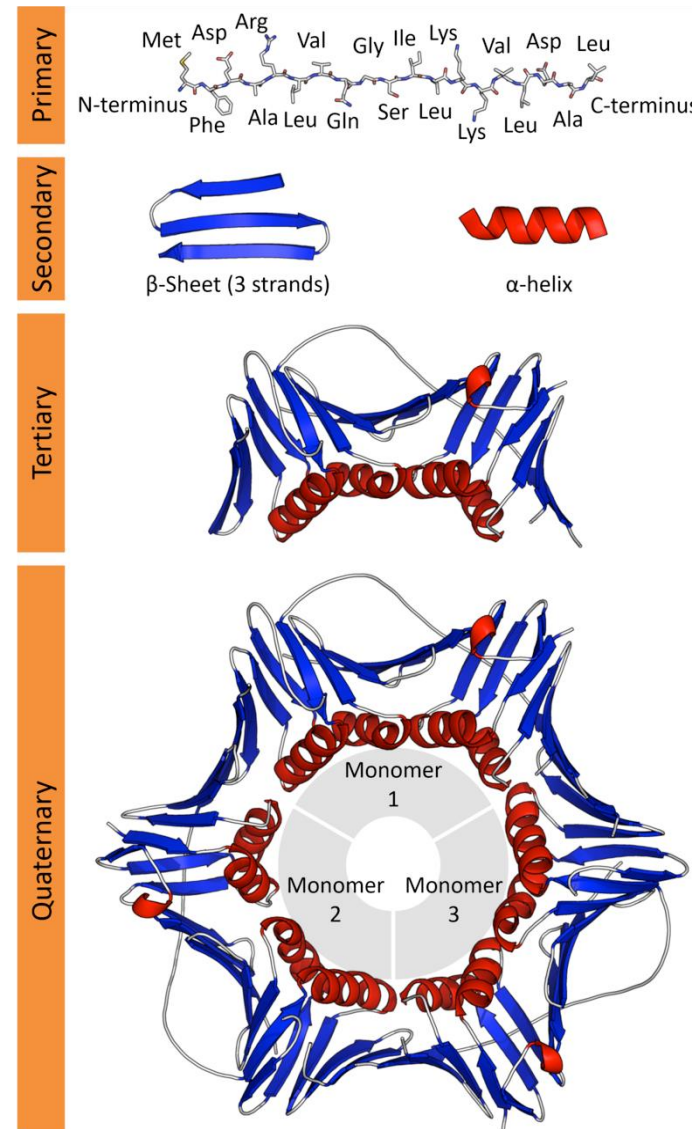 Primary
Met Asp Arg Val Gly Ile Lys Val Asp Leu
N-terminus C-terminus
Phe Ala Leu Gln Ser Leu Lys Leu Ala
Secondary
β-Sheet (3 strands) α-helix
Tertiary
Quaternary
Monomer
1
Monomer Monomer
2 3